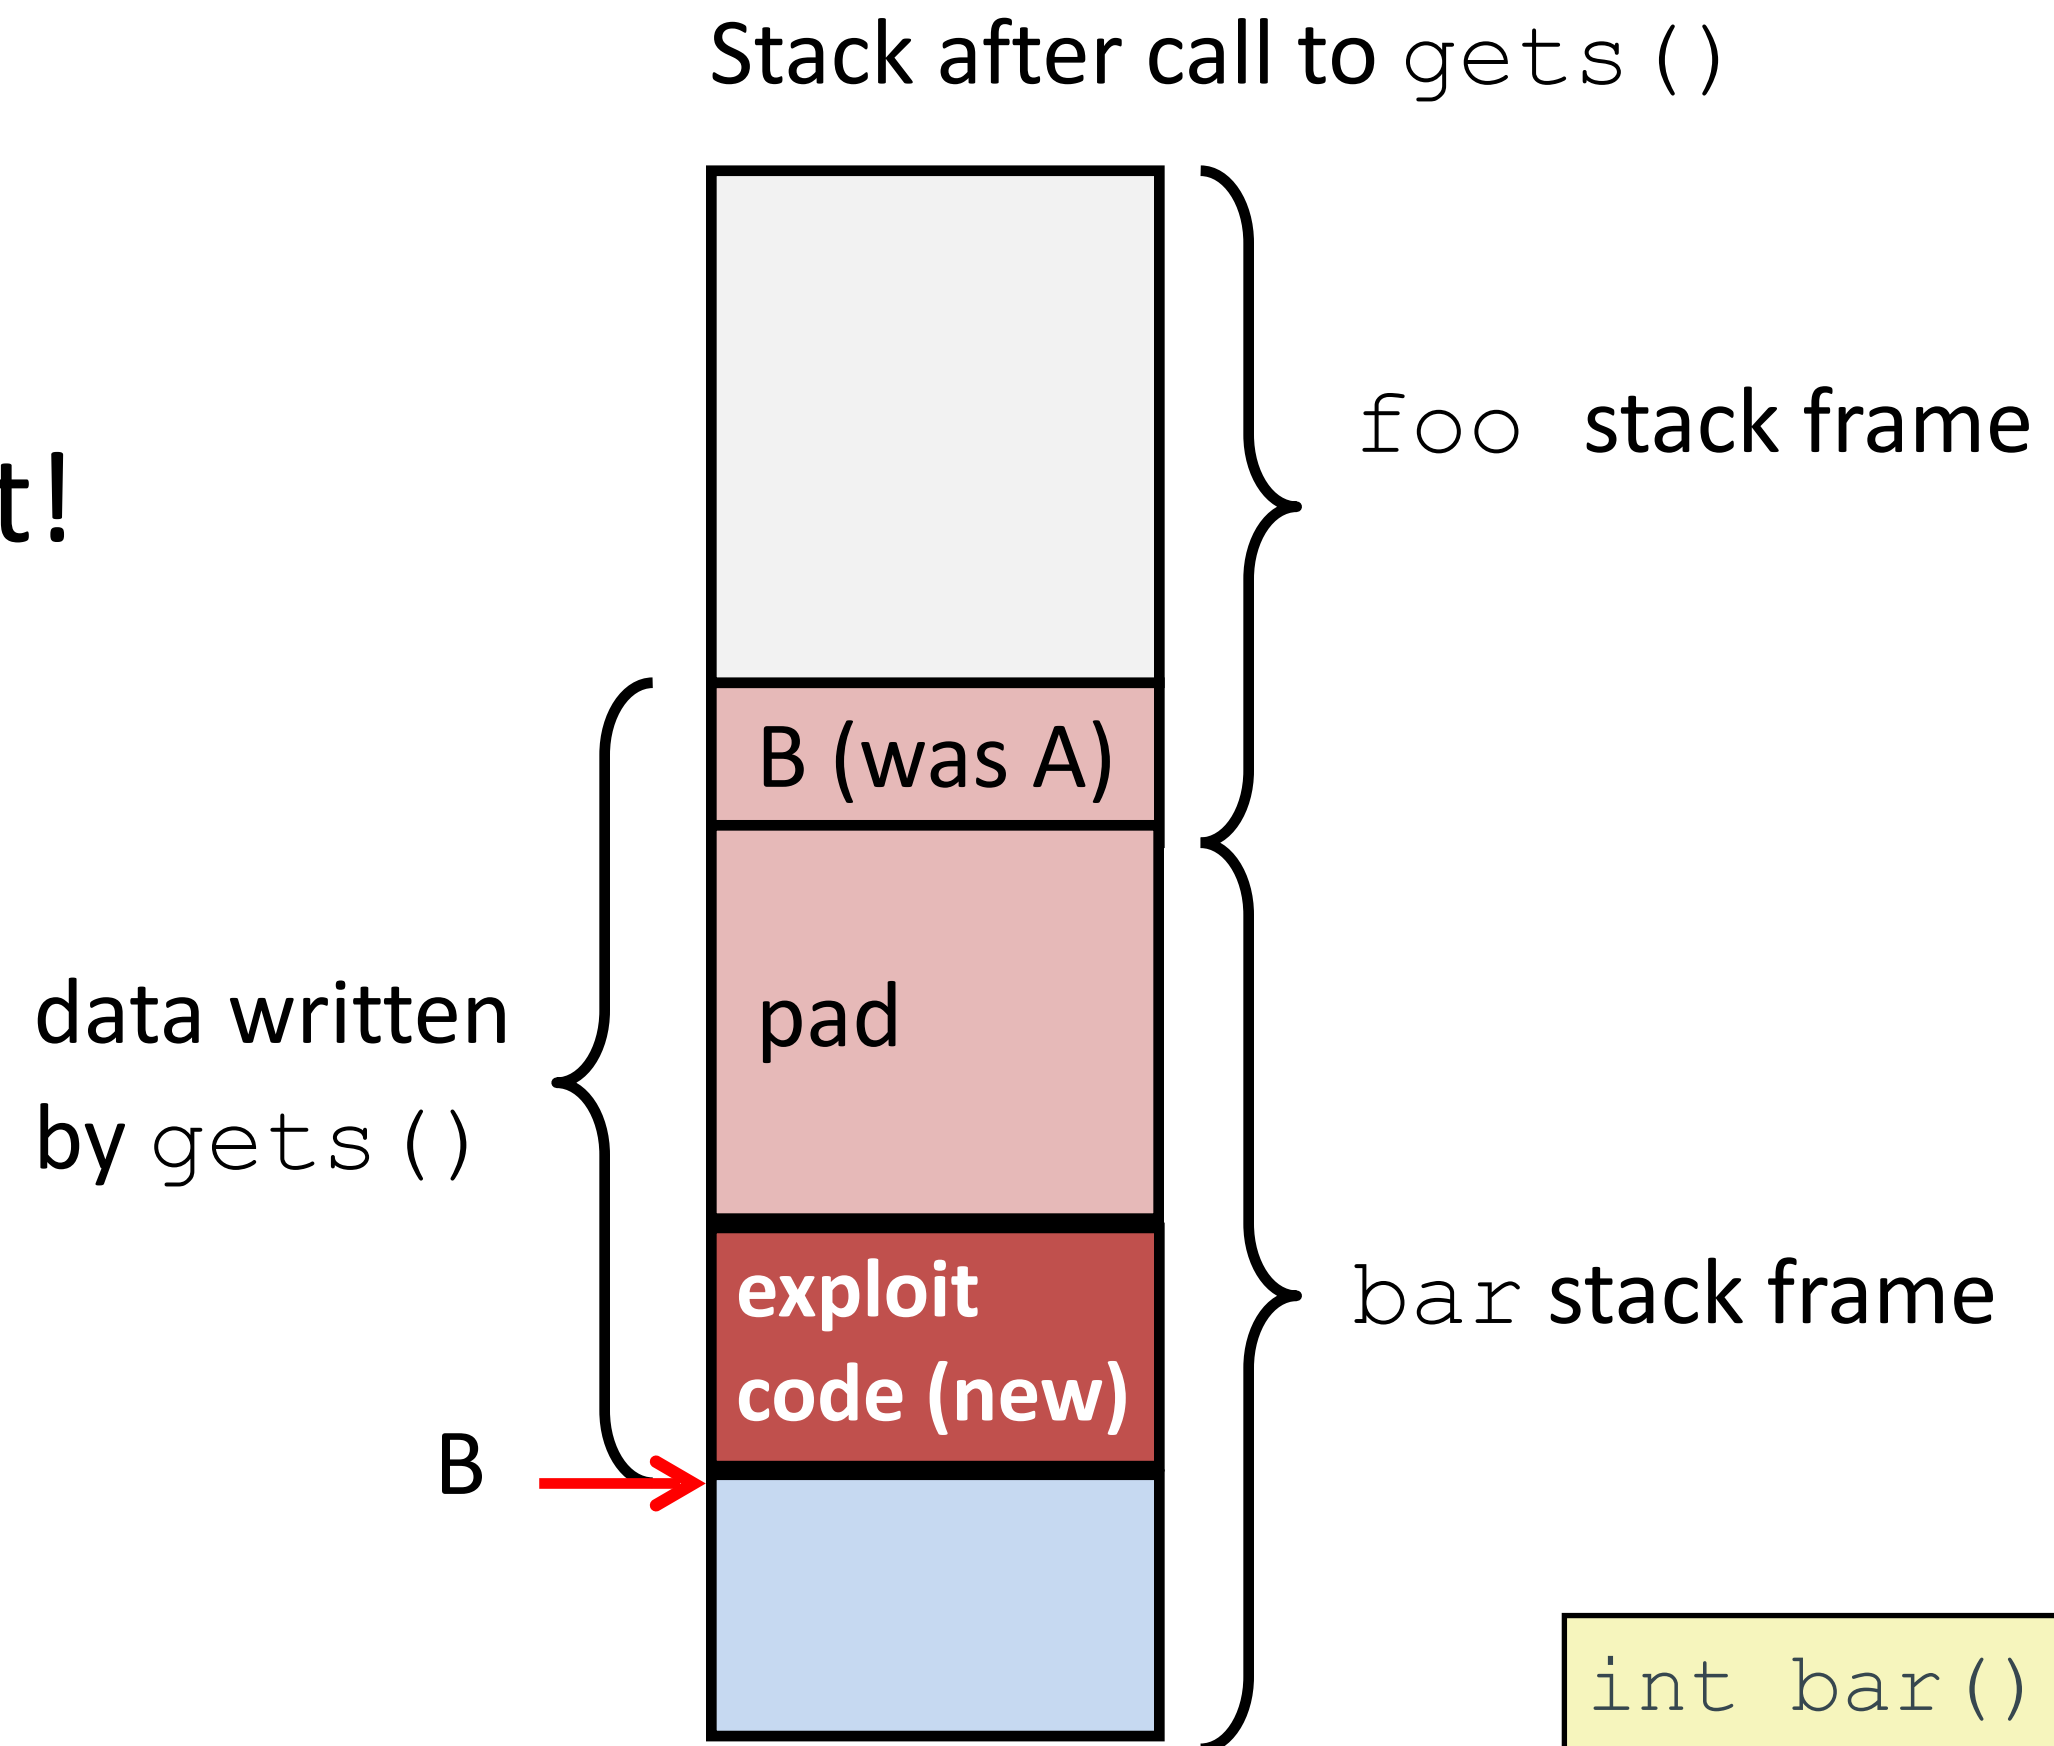 Stack after call to gets()
foo stack frame
t!
B (was A)
pad
data written
by gets()
exploit
code (new)
bar stack frame
B
int bar()